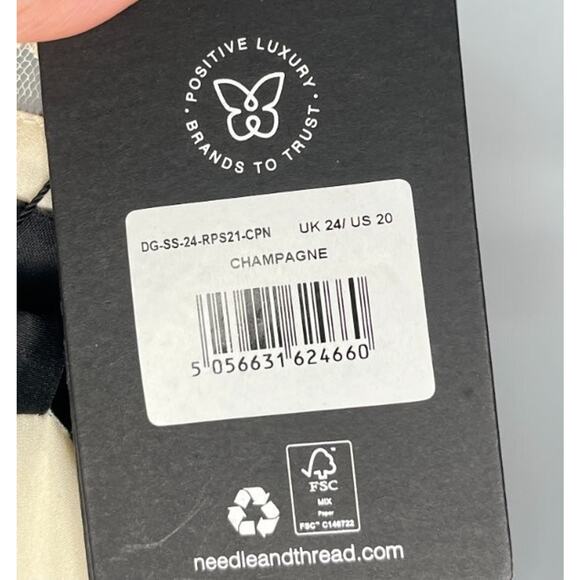 · POSITIVE LUXURY ·
BRANDS TO TRUST
DG-SS-24-RPS21-CPN UK 24/ US 20
CHAMPAGNE
5 056631 624660
FSC
MIX
Paper
FSC™ C146722
needleandthread.com